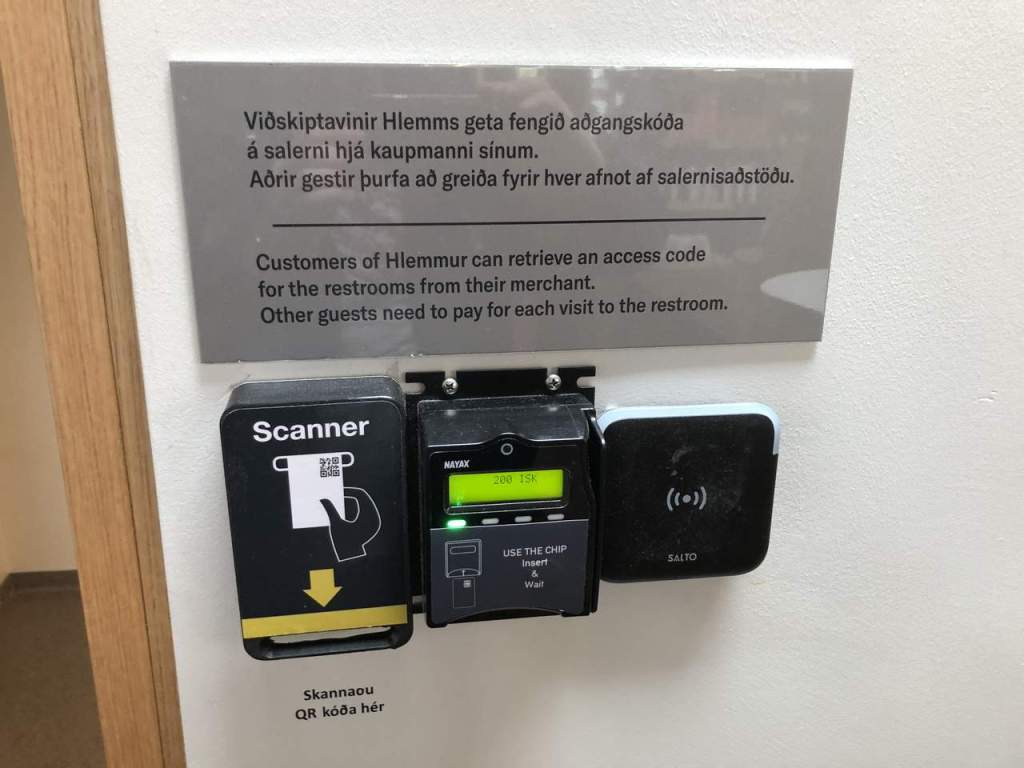 Viðskiptavinir Hlemms geta fengið aðgangskóða
á salerni hjá kaupmanni sínum.
Aðrir gestir þurfa að greiða fyrir hver afnot af salernisaðstöðu.
Customers of Hlemmur can retrieve an access code
for the restrooms from their merchant.
Other guests need to pay for each visit to the restroom.
Scanner
NAYAX
200 ISK
USE THE CHIP
Insert
&
Wait
SALTO
Skannaou
QR kóða hér